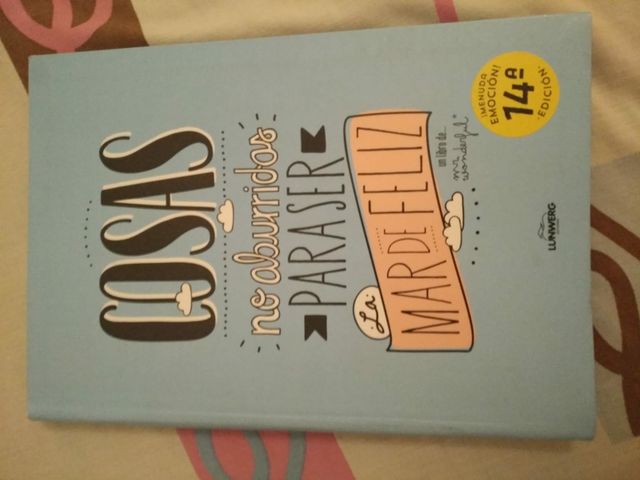 COSAS
no aburridas
PARA SER
La
MAR DE FELIZ
un libro de...
mr. wonderful*
¡MENUDA
EMOCIÓN!
14ª
EDICIÓN
LUNWERG